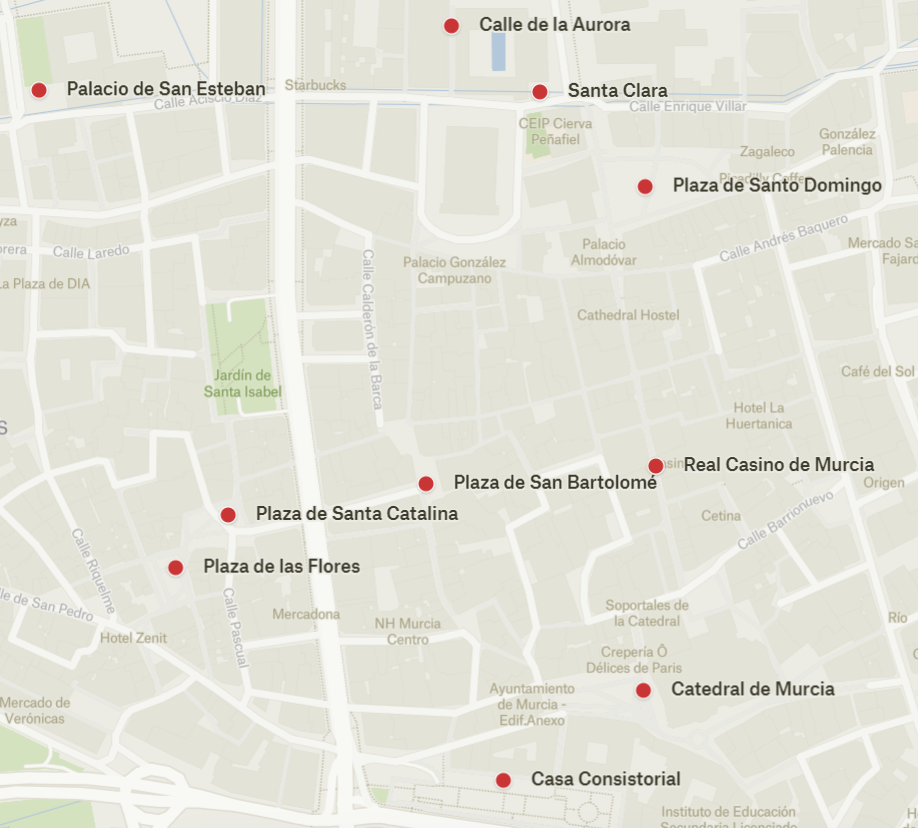 Calle de la Aurora
Palacio de San Esteban
Starbucks
Santa Clara
Calle Acisclo Díaz
Calle Enrique Villar
CEIP Cierva
Peñafiel
González
Palencia
Zagaleco
Picadilly Coffe
Plaza de Santo Domingo
yza
Calle Andrés Baquero
orera
Calle Laredo
Palacio
Almodóvar
Mercado Sa
Fajard
Palacio González
Campuzano
La Plaza de DIA
Calle Calderón de la Barca
Cathedral Hostel
Jardín de
Santa Isabel
Café del Sol
Hotel La
Huertanica
S
Real Casino de Murcia
Plaza de San Bartolomé
Origen
Plaza de Santa Catalina
Cetina
Calle Barrionuevo
Calle Riquelme
Plaza de las Flores
lle de San Pedro
Calle Pascual
Mercadona
Soportales de
la Catedral
Río
NH Murcia
Centro
Hotel Zenit
Crepería Ô
Délices de Paris
Ayuntamiento
de Murcia -
Edif.Anexo
Catedral de Murcia
Mercado de
Verónicas
Casa Consistorial
Instituto de Educación
Secundaria Licenciado